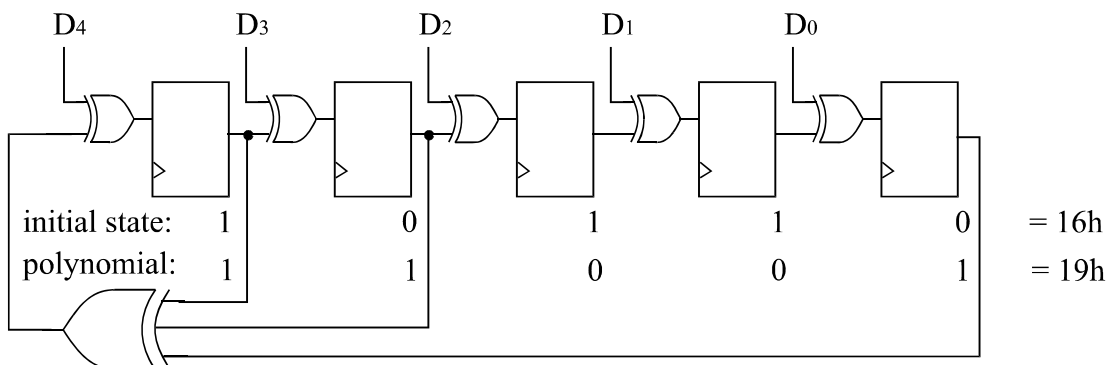 D4 D3 D2 D1 D0
initial state: 1 0 1 1 0 = 16h
polynomial: 1 1 0 0 1 = 19h